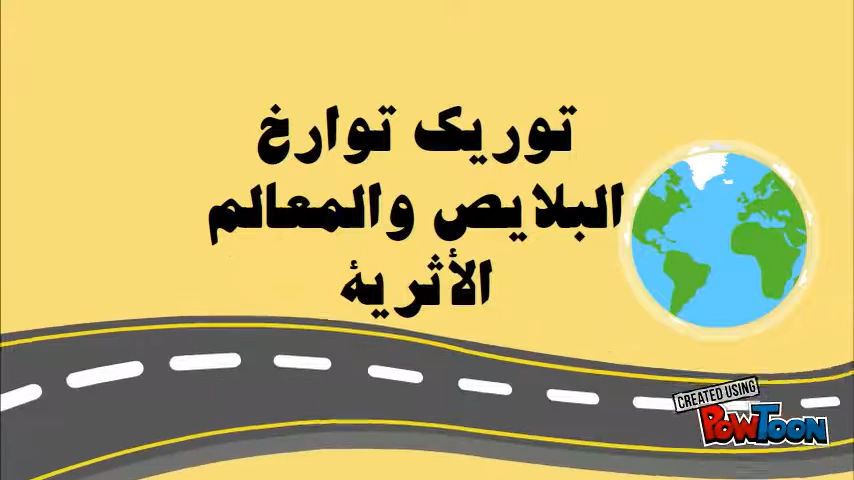 توريك توارخ
البلايص والمعالم
الأثرية
CREATED USING
POWTOON